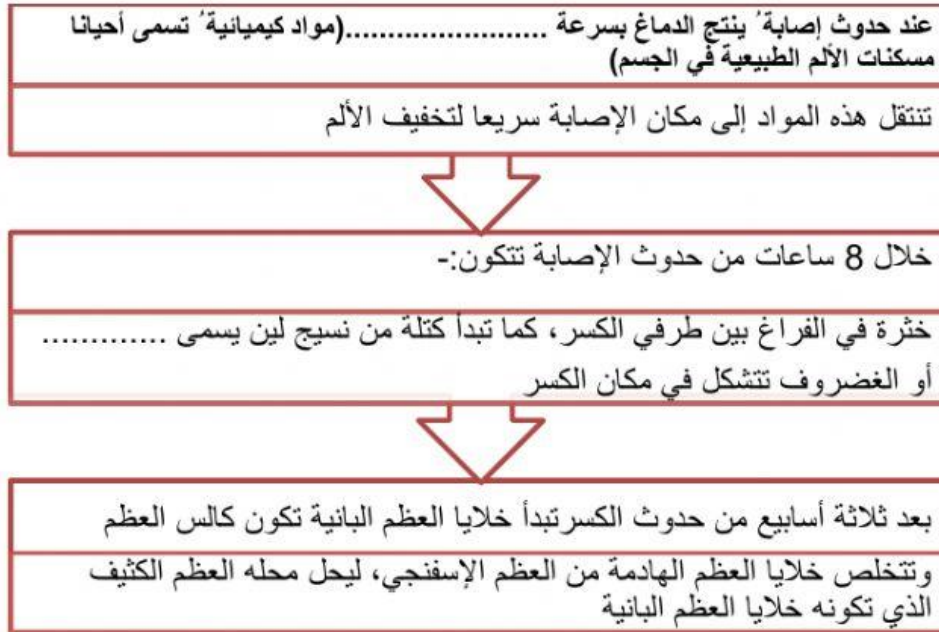 عند حدوث إصابة ُ ينتج الدماغ بسرعة .......................(مواد كيميائية ُ تسمى أحيانا
مسكنات الألم الطبيعية في الجسم)
تنتقل هذه المواد إلى مكان الإصابة سريعا لتخفيف الألم
خلال 8 ساعات من حدوث الإصابة تتكون:-
خثرة في الفراغ بين طرفي الكسر، كما تبدأ كتلة من نسيج لين يسمى .............
أو الغضروف تتشكل في مكان الكسر
بعد ثلاثة أسابيع من حدوث الكسرتبدأ خلايا العظم البانية تكون كالس العظم
وتتخلص خلايا العظم الهادمة من العظم الإسفنجي، ليحل محله العظم الكثيف
الذي تكونه خلايا العظم البانية